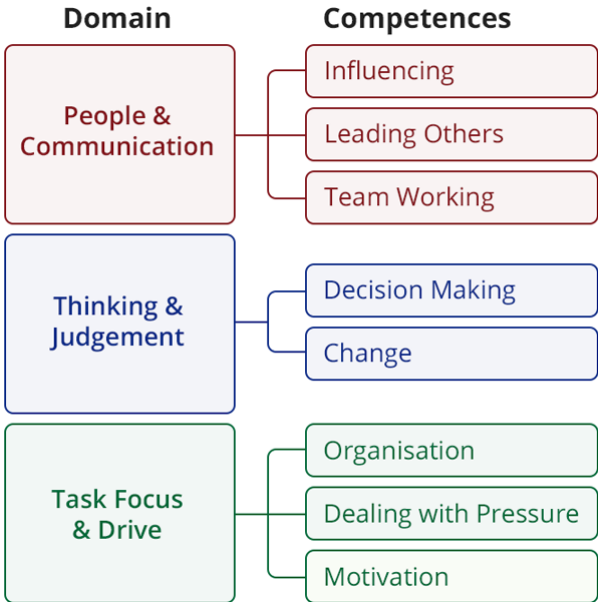 Domain
Competences
People &
Communication
Influencing
Leading Others
Team Working
Thinking &
Judgement
Decision Making
Change
Task Focus
& Drive
Organisation
Dealing with Pressure
Motivation